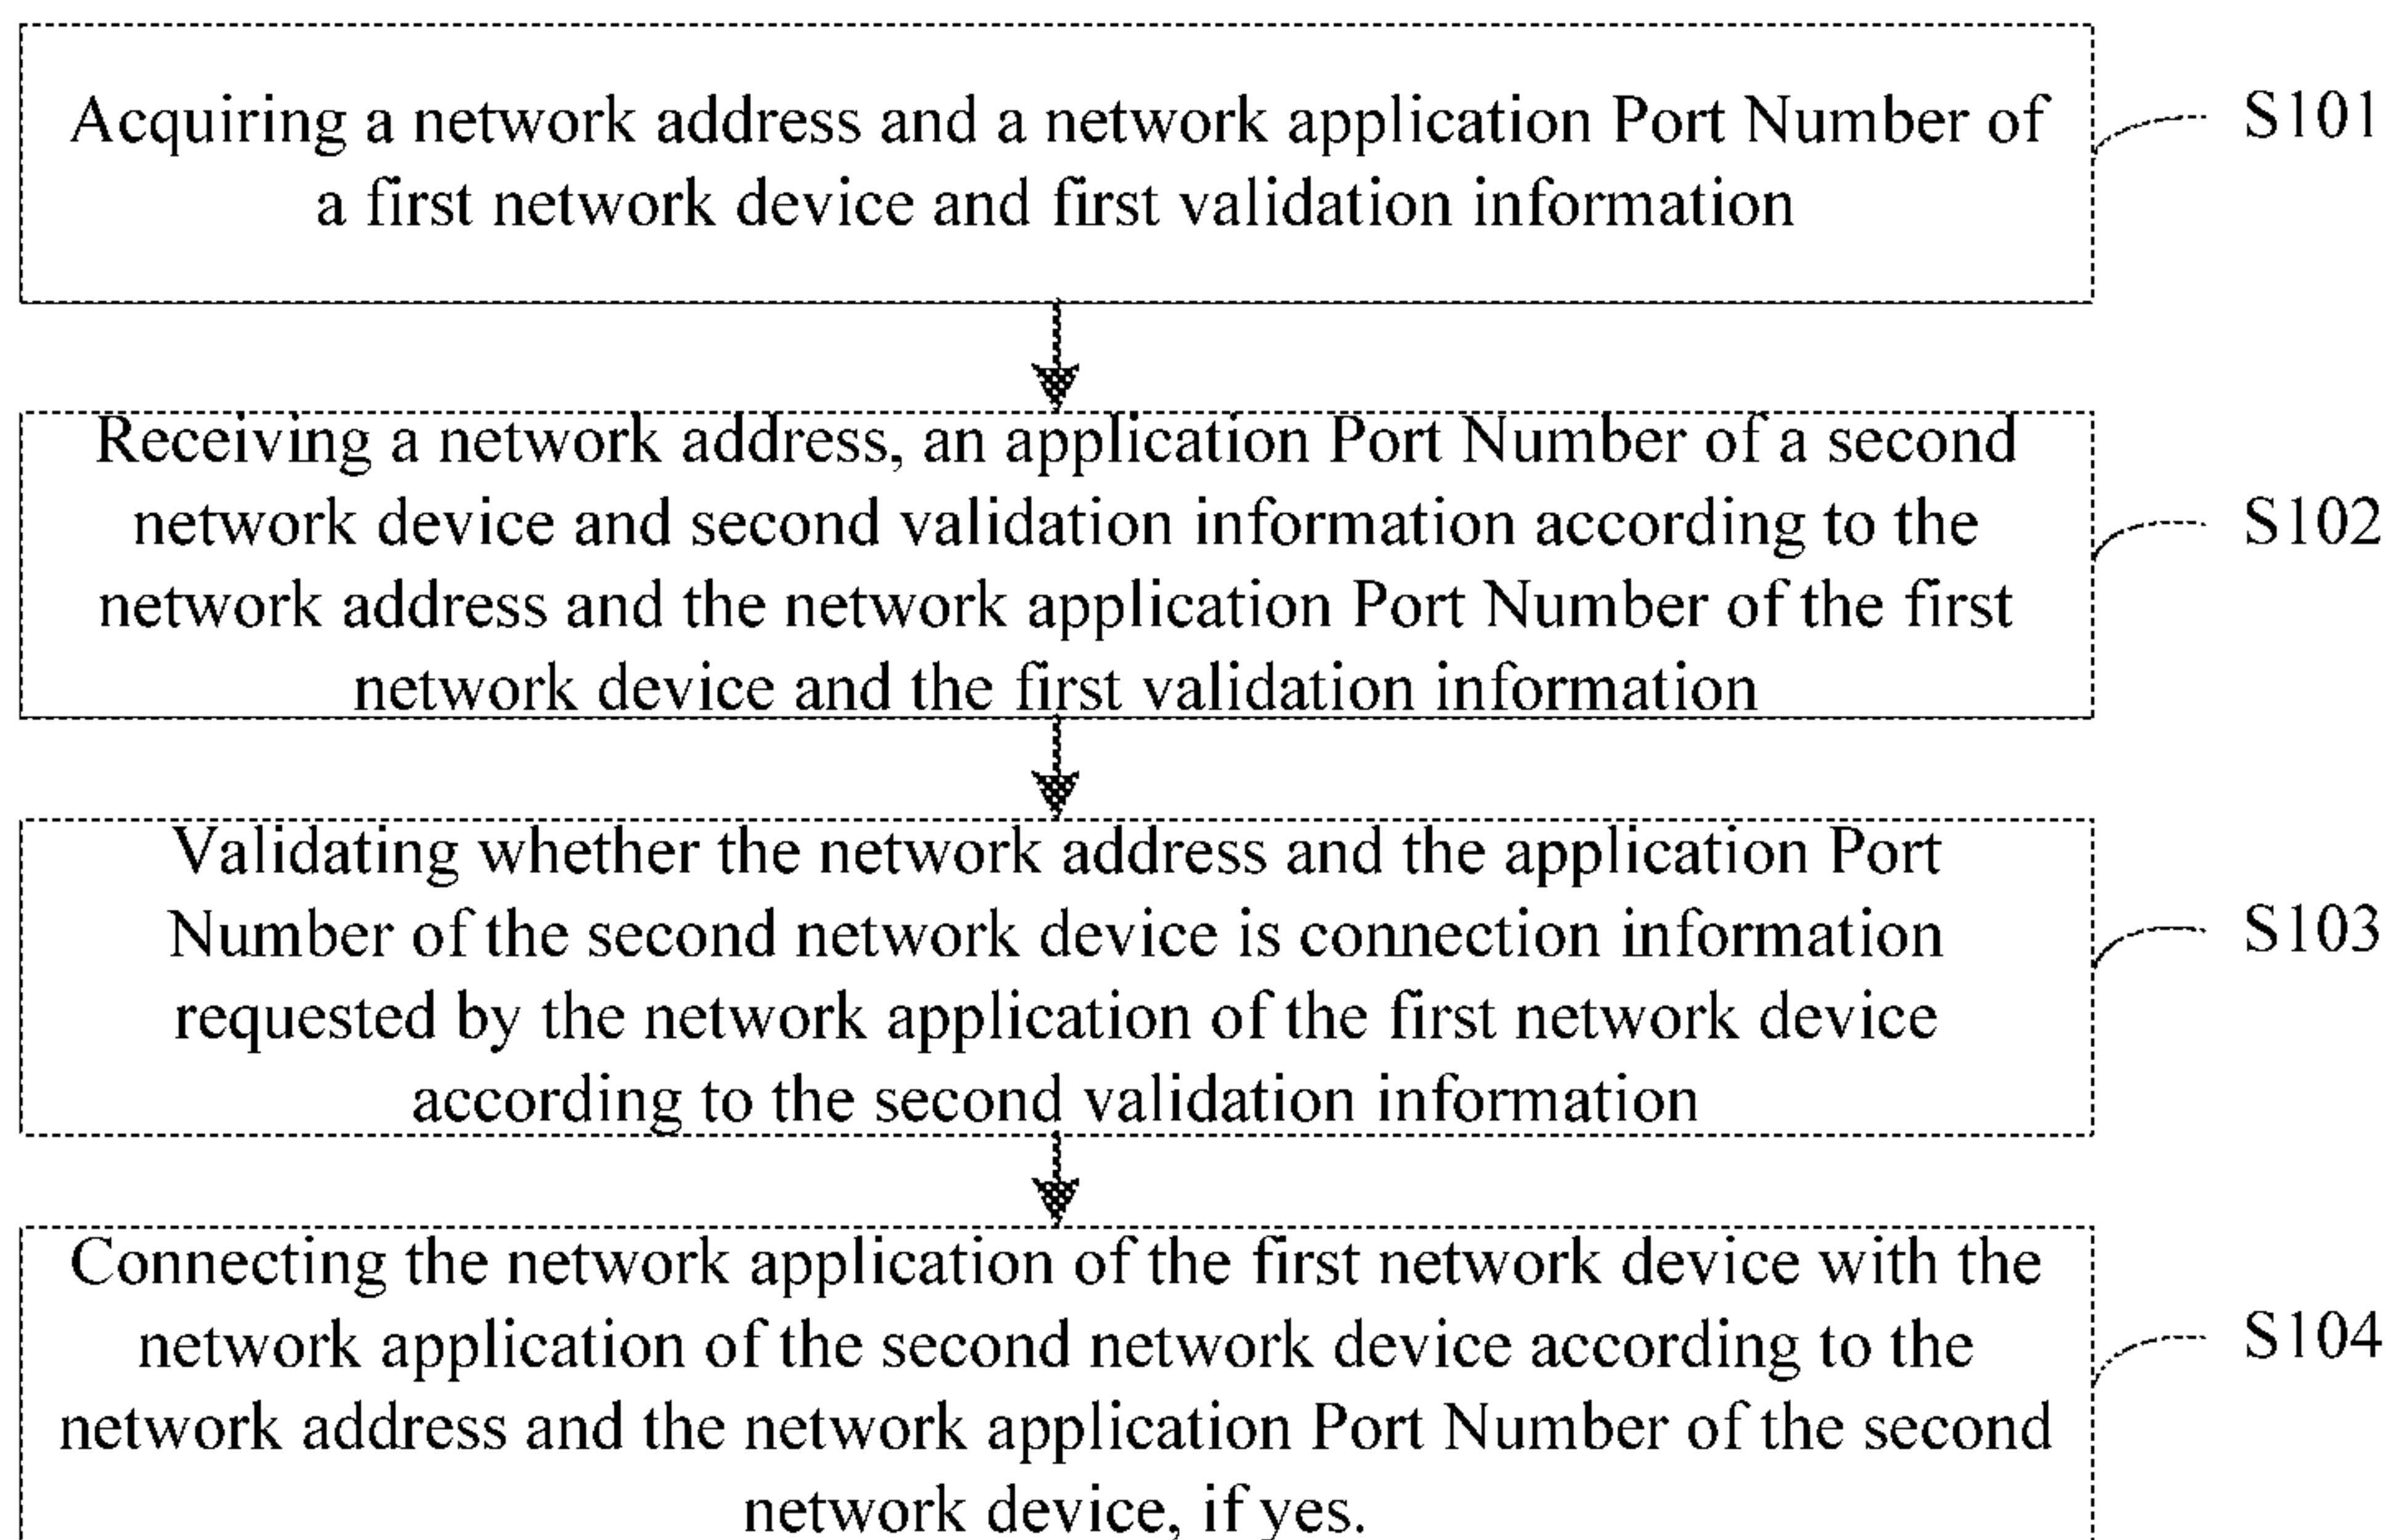 Acquiring a network address and a network application Port Number of
a first network device and first validation information
S101
Receiving a network address, an application Port Number of a second
network device and second validation information according to the
network address and the network application Port Number of the first
network device and the first validation information
S102
Validating whether the network address and the application Port
Number of the second network device is connection information
requested by the network application of the first network device
according to the second validation information
S103
Connecting the network application of the first network device with the
network application of the second network device according to the
network address and the network application Port Number of the second
network device, if yes.
S104